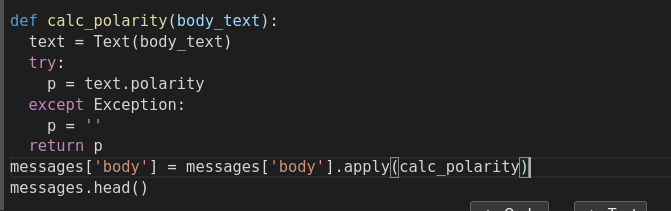 def calc_polarity(body_text):
  text = Text(body_text)
  try:
    p = text.polarity
  except Exception:
    p = ''
  return p
messages['body'] = messages['body'].apply(calc_polarity)
messages.head()